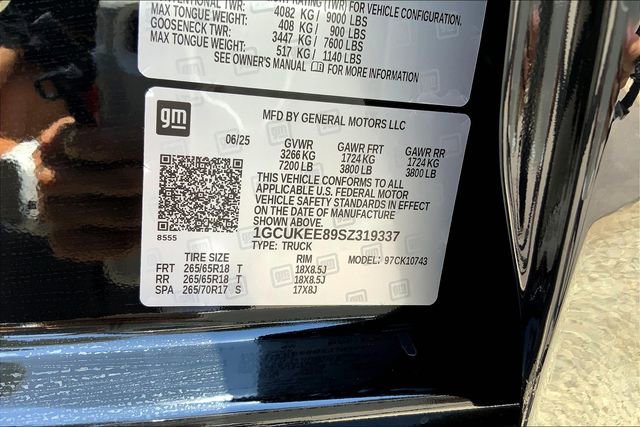 CONVENTIONAL TWR:
RATING (TWR) FOR VEHICLE CONFIGURATION.
4082 KG / 9000 LBS
MAX TONGUE WEIGHT: 408 KG / 900 LBS
GOOSENECK TWR: 3447 KG / 7600 LBS
MAX TONGUE WEIGHT: 517 KG / 1140 LBS
SEE OWNER'S MANUAL FOR MORE INFORMATION
gm
MFD BY GENERAL MOTORS LLC
06/25 GVWR GAWR FRT GAWR RR
3266 KG 1724 KG 1724 KG
7200 LB 3800 LB 3800 LB
THIS VEHICLE CONFORMS TO ALL
APPLICABLE U.S. FEDERAL MOTOR
VEHICLE SAFETY STANDARDS IN EFFECT
ON THE DATE OF MANUFACTURE
SHOWN ABOVE.
8555 1GCUKEE89SZ319337
TYPE: TRUCK MODEL: 97CK10743
TIRE SIZE RIM
FRT 265/65R18 T 18X8.5J
RR 265/65R18 T 18X8.5J
SPA 265/70R17 S 17X8J